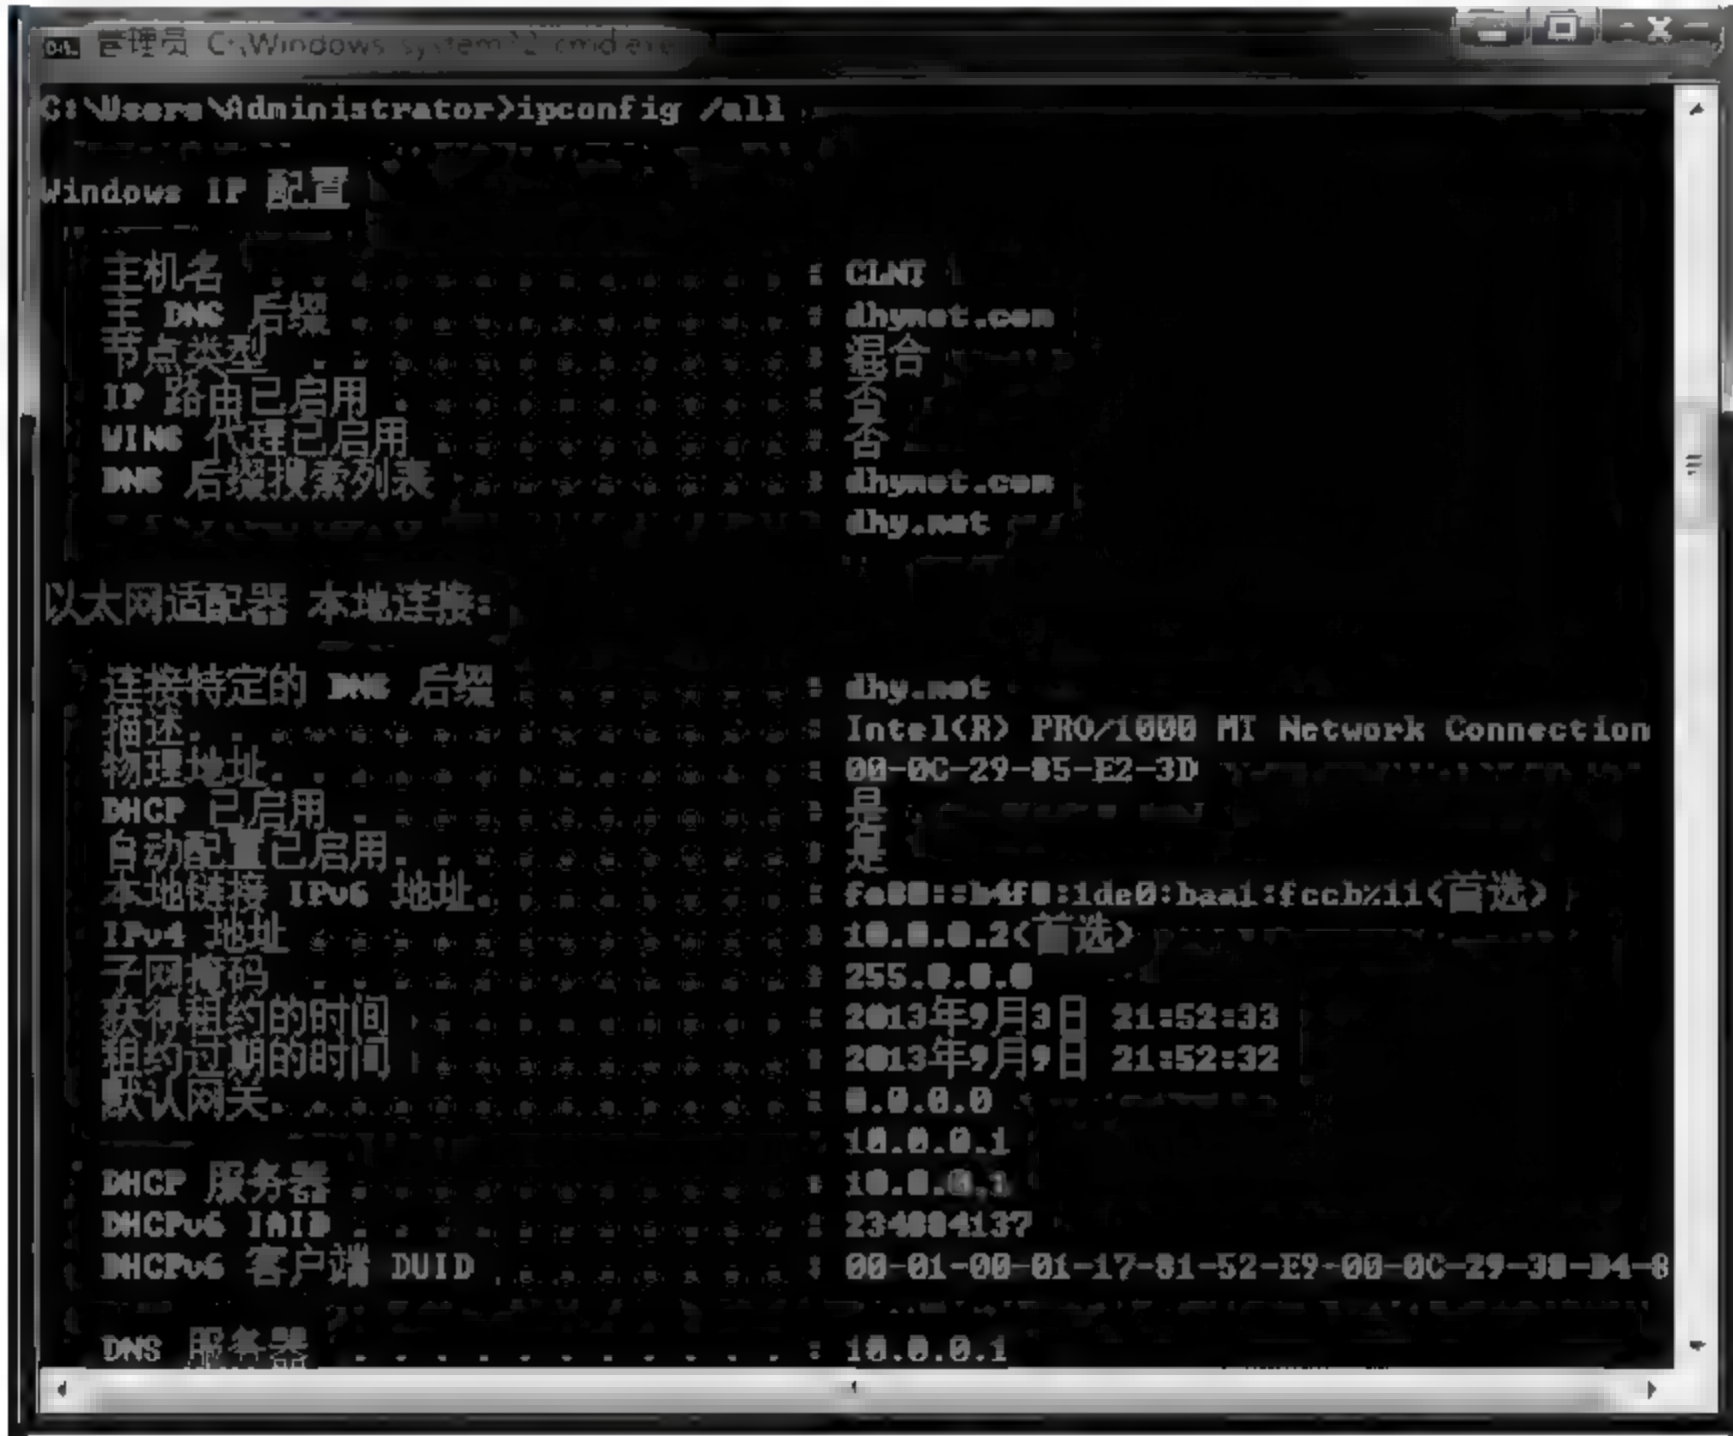 管理员 C:\Windows\system32\cmd.exe
C:\Users\Administrator>ipconfig /all
Windows IP 配置
主机名 . . . . . . . . . . . . . : CLNT
主 DNS 后缀 . . . . . . . . . . . : dhynet.com
节点类型 . . . . . . . . . . . . : 混合
IP 路由已启用 . . . . . . . . . . : 否
WINS 代理已启用 . . . . . . . . . : 否
DNS 后缀搜索列表 . . . . . . . . : dhynet.com
dhy.net
以太网适配器 本地连接:
连接特定的 DNS 后缀 . . . . . . . : dhy.net
描述. . . . . . . . . . . . . . . : Intel(R) PRO/1000 MT Network Connection
物理地址. . . . . . . . . . . . . : 00-0C-29-85-E2-3D
DHCP 已启用 . . . . . . . . . . . : 是
自动配置已启用. . . . . . . . . . : 是
本地链接 IPv6 地址. . . . . . . . : (首选)
IPv4 地址 . . . . . . . . . . . . : 10.0.0.2(首选)
子网掩码 . . . . . . . . . . . . : 255.0.0.0
获得租约的时间 . . . . . . . . . : 2013年9月3日 21:52:33
租约过期的时间 . . . . . . . . . : 2013年9月9日 21:52:32
默认网关. . . . . . . . . . . . . : 0.0.0.0
10.0.0.1
DHCP 服务器 . . . . . . . . . . . : 10.0.0.1
DHCPv6 IAID . . . . . . . . . . . : 234884137
DHCPv6 客户端 DUID . . . . . . . : 00-01-00-01-17-81-52-E9-00-0C-29-38-D4-8
DNS 服务器 . . . . . . . . . . . : 10.0.0.1